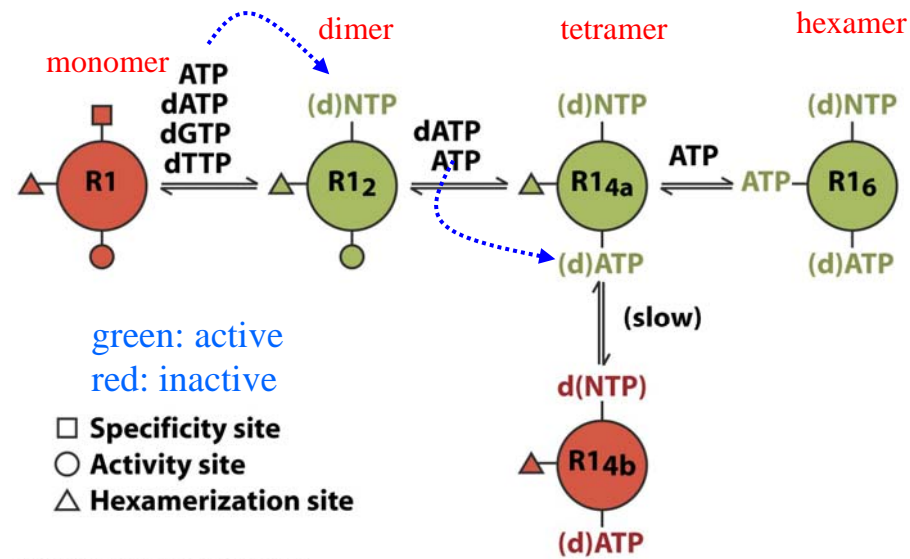 monomer
dimer
tetramer
hexamer
ATP
dATP
dGTP
dTTP
(d)NTP
dATP
ATP
(d)NTP
ATP
(d)NTP
R1
R12
R14a
ATP
R16
(d)ATP
(d)ATP
(slow)
green: active
red: inactive
d(NTP)
Specificity site
Activity site
Hexamerization site
R14b
(d)ATP